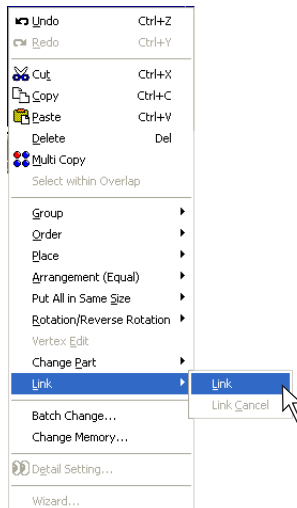 Undo Ctrl+Z
Redo Ctrl+Y
Cut Ctrl+X
Copy Ctrl+C
Paste Ctrl+V
Delete Del
Multi Copy
Select within Overlap
Group
Order
Place
Arrangement (Equal)
Put All in Same Size
Rotation/Reverse Rotation
Vertex Edit
Change Part
Link Link
Link Cancel
Batch Change...
Change Memory...
Detail Setting...
Wizard...